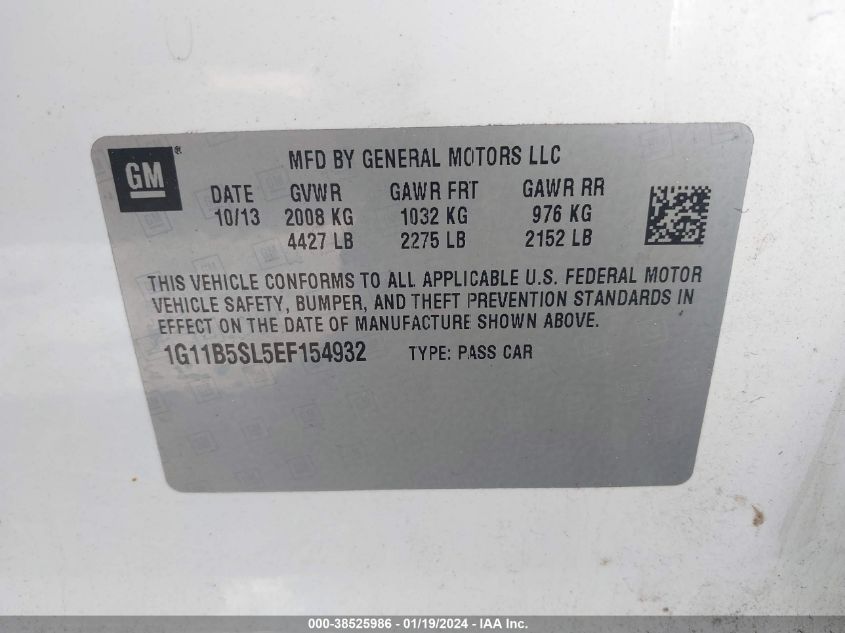 GM®
MFD BY GENERAL MOTORS LLC
DATE GVWR GAWR FRT GAWR RR
10/13 2008 KG 1032 KG 976 KG
4427 LB 2275 LB 2152 LB
THIS VEHICLE CONFORMS TO ALL APPLICABLE U.S. FEDERAL MOTOR
VEHICLE SAFETY, BUMPER, AND THEFT PREVENTION STANDARDS IN
EFFECT ON THE DATE OF MANUFACTURE SHOWN ABOVE.
1G11B5SL5EF154932 TYPE: PASS CAR
000-38525986 - 01/19/2024 - IAA Inc.